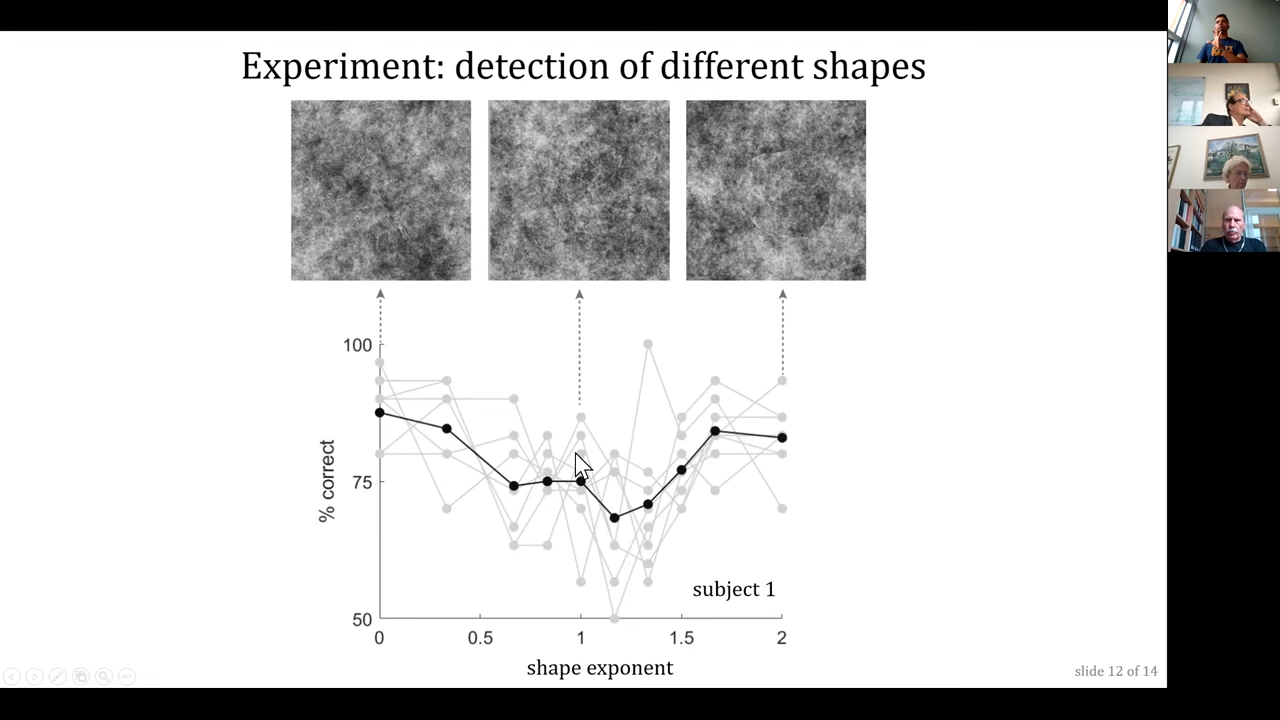 Experiment: detection of different shapes
100
75
50
% correct
subject 1
0 0.5 1 1.5 2
shape exponent
slide 12 of 14